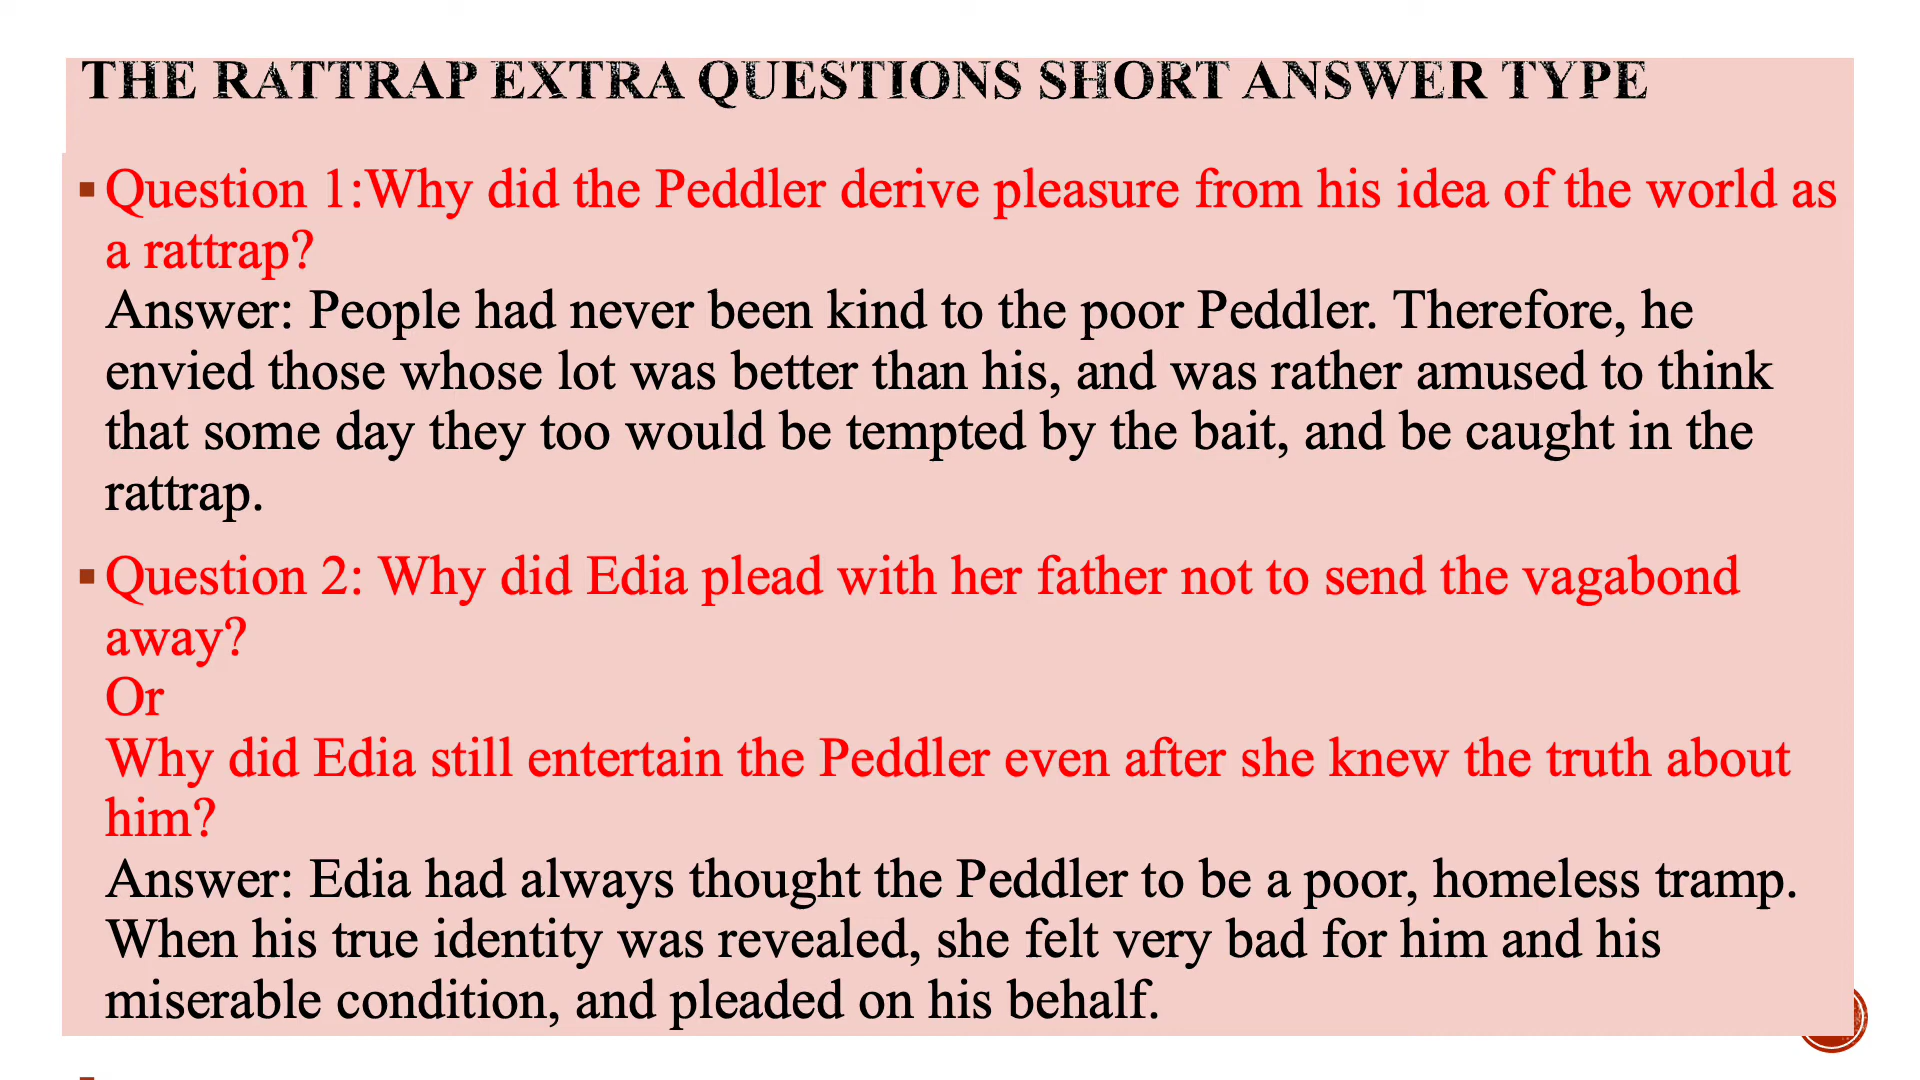 THE RATTRAP EXTRA QUESTIONS SHORT ANSWER TYPE
Question 1:Why did the Peddler derive pleasure from his idea of the world as
a rattrap?
Answer: People had never been kind to the poor Peddler. Therefore, he
envied those whose lot was better than his, and was rather amused to think
that some day they too would be tempted by the bait, and be caught in the
rattrap.
Question 2: Why did Edia plead with her father not to send the vagabond
away?
Or
Why did Edia still entertain the Peddler even after she knew the truth about
him?
Answer: Edia had always thought the Peddler to be a poor, homeless tramp.
When his true identity was revealed, she felt very bad for him and his
miserable condition, and pleaded on his behalf.